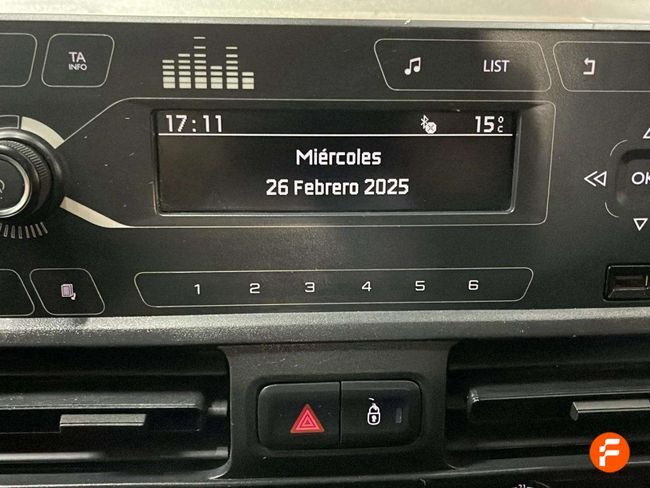 TA
INFO
LIST
17:11
15°C
Miércoles
26 Febrero 2025
OK
1 2 3 4 5 6